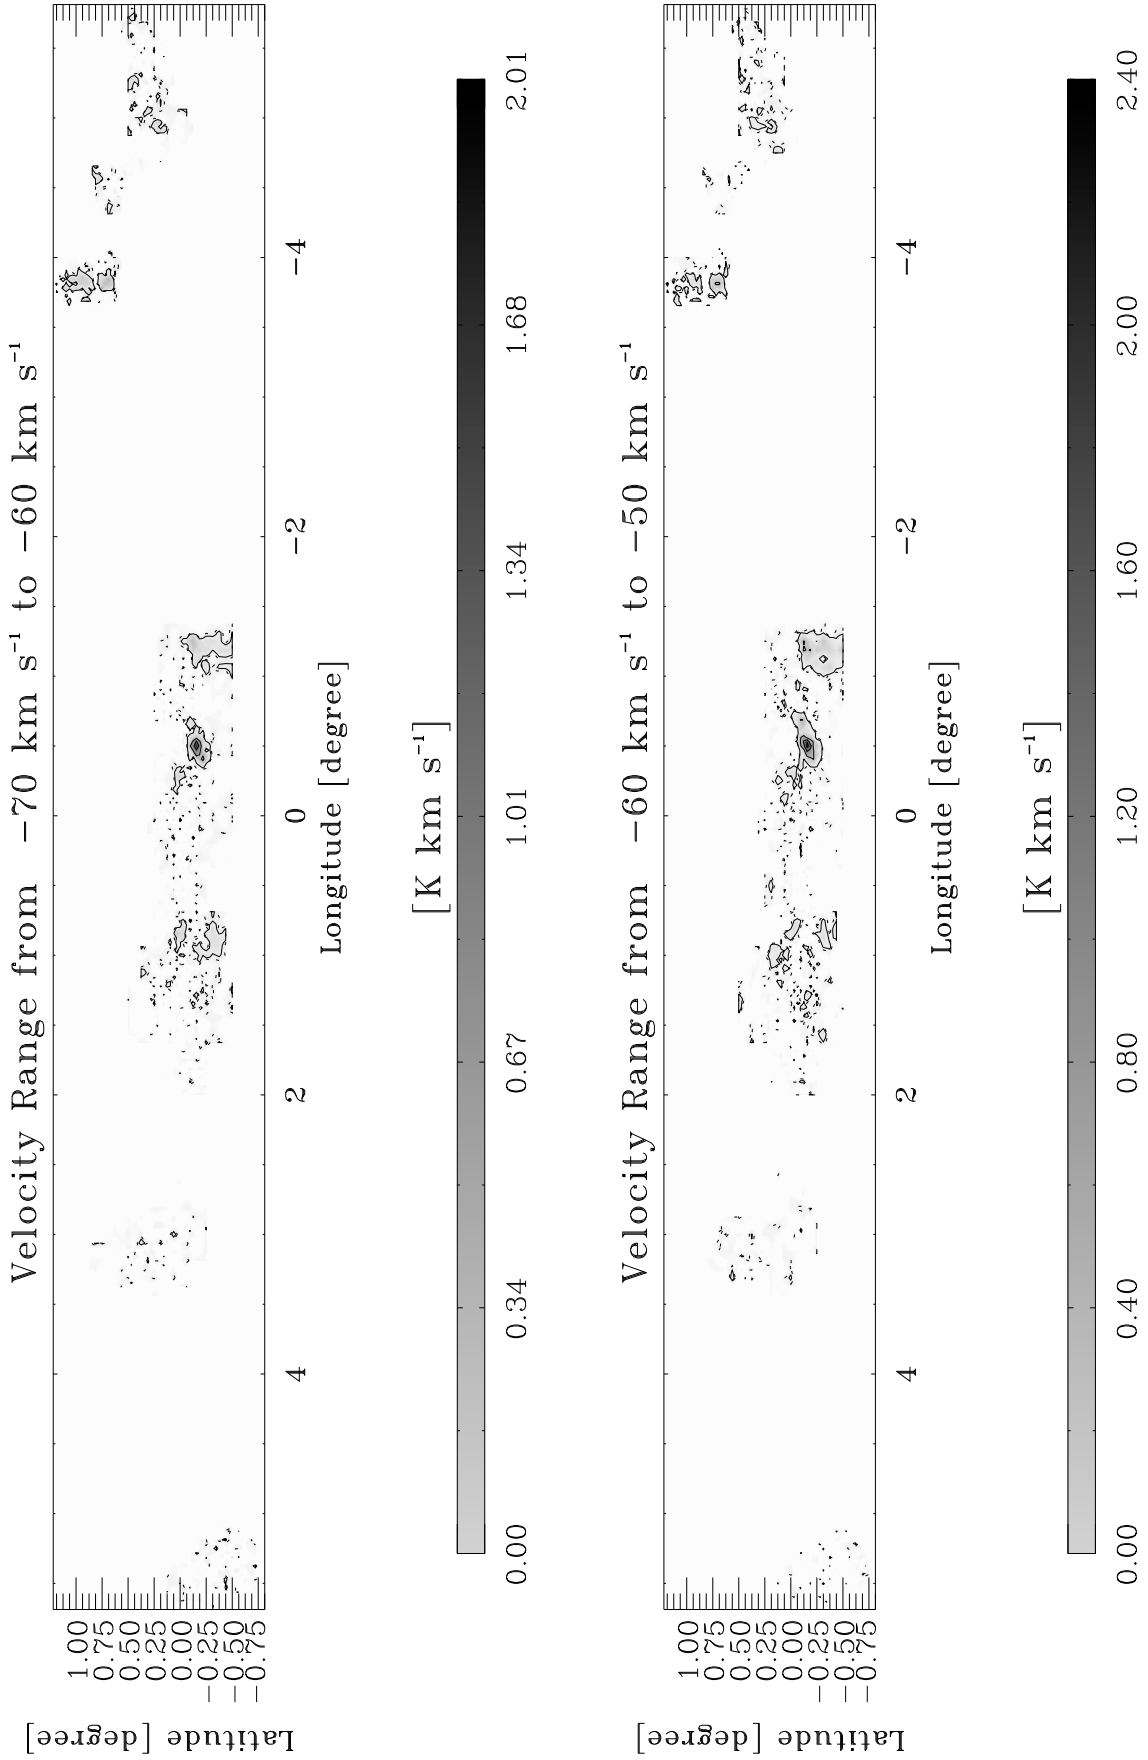 Velocity Range from −70 km s−1 to −60 km s−1
Latitude [degree]
1.00
0.75
0.50
0.25
0.00
−0.25
−0.50
−0.75
4 2 0 −2 −4
Longitude [degree]
[K km s−1]
0.00 0.34 0.67 1.01 1.34 1.68 2.01
Velocity Range from −60 km s−1 to −50 km s−1
Latitude [degree]
1.00
0.75
0.50
0.25
0.00
−0.25
−0.50
−0.75
4 2 0 −2 −4
Longitude [degree]
[K km s−1]
0.00 0.40 0.80 1.20 1.60 2.00 2.40